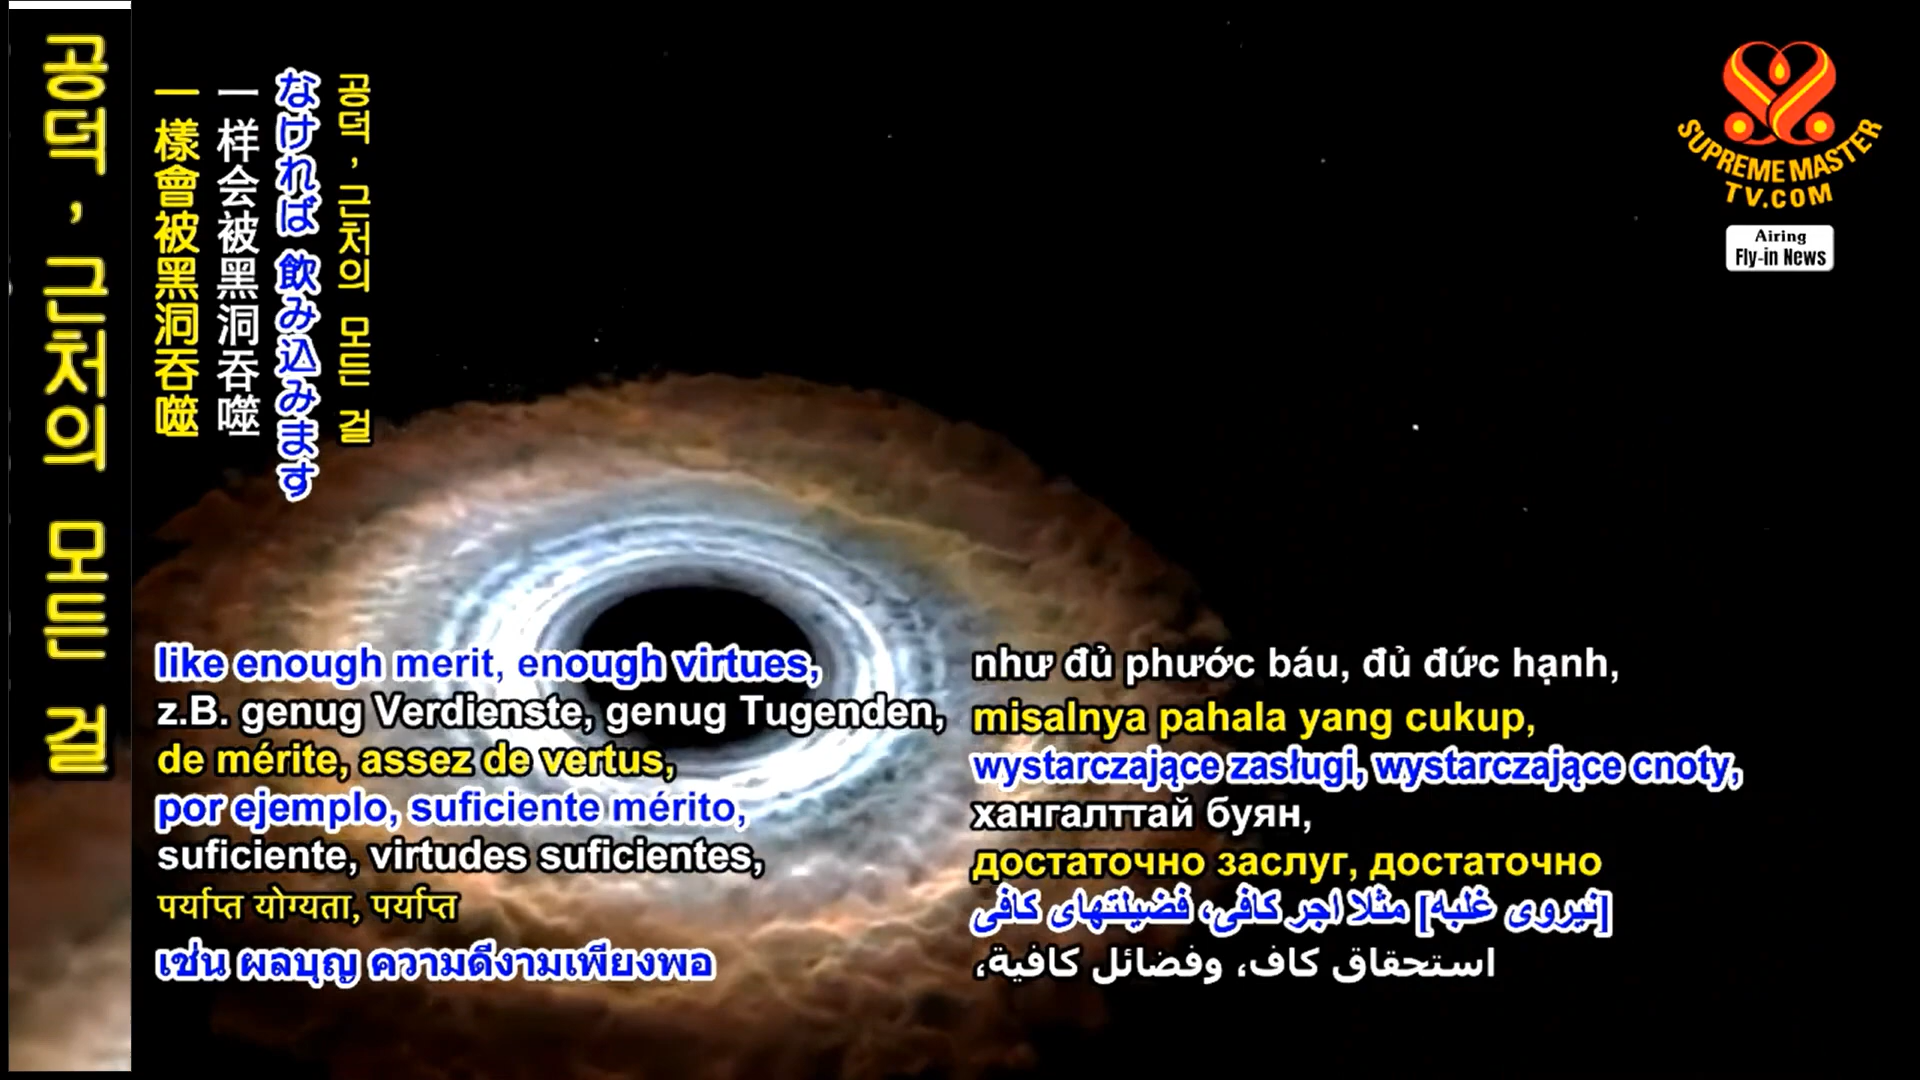 공덕, 근처의 모든 걸
一樣會被黑洞吞噬
一样会被黑洞吞噬
なければ 飲み込みます
공덕, 근처의 모든 걸
SUPREME MASTER
TV.COM
Airing
Fly-in News
like enough merit, enough virtues,
z.B. genug Verdienste, genug Tugenden,
de mérite, assez de vertus,
por ejemplo, suficiente mérito,
suficiente, virtudes suficientes,
पर्याप्त योग्यता, पर्याप्त
เช่น ผลบุญ ความดีงามเพียงพอ
như đủ phước báu, đủ đức hạnh,
misalnya pahala yang cukup,
wystarczające zasługi, wystarczające cnoty,
хангалттай буян,
достаточно заслуг, достаточно
[نیروی غلبه] مثلا اجر کافی، فضیلتهای کافی
استحقاق كاف، وفضائل كافية،